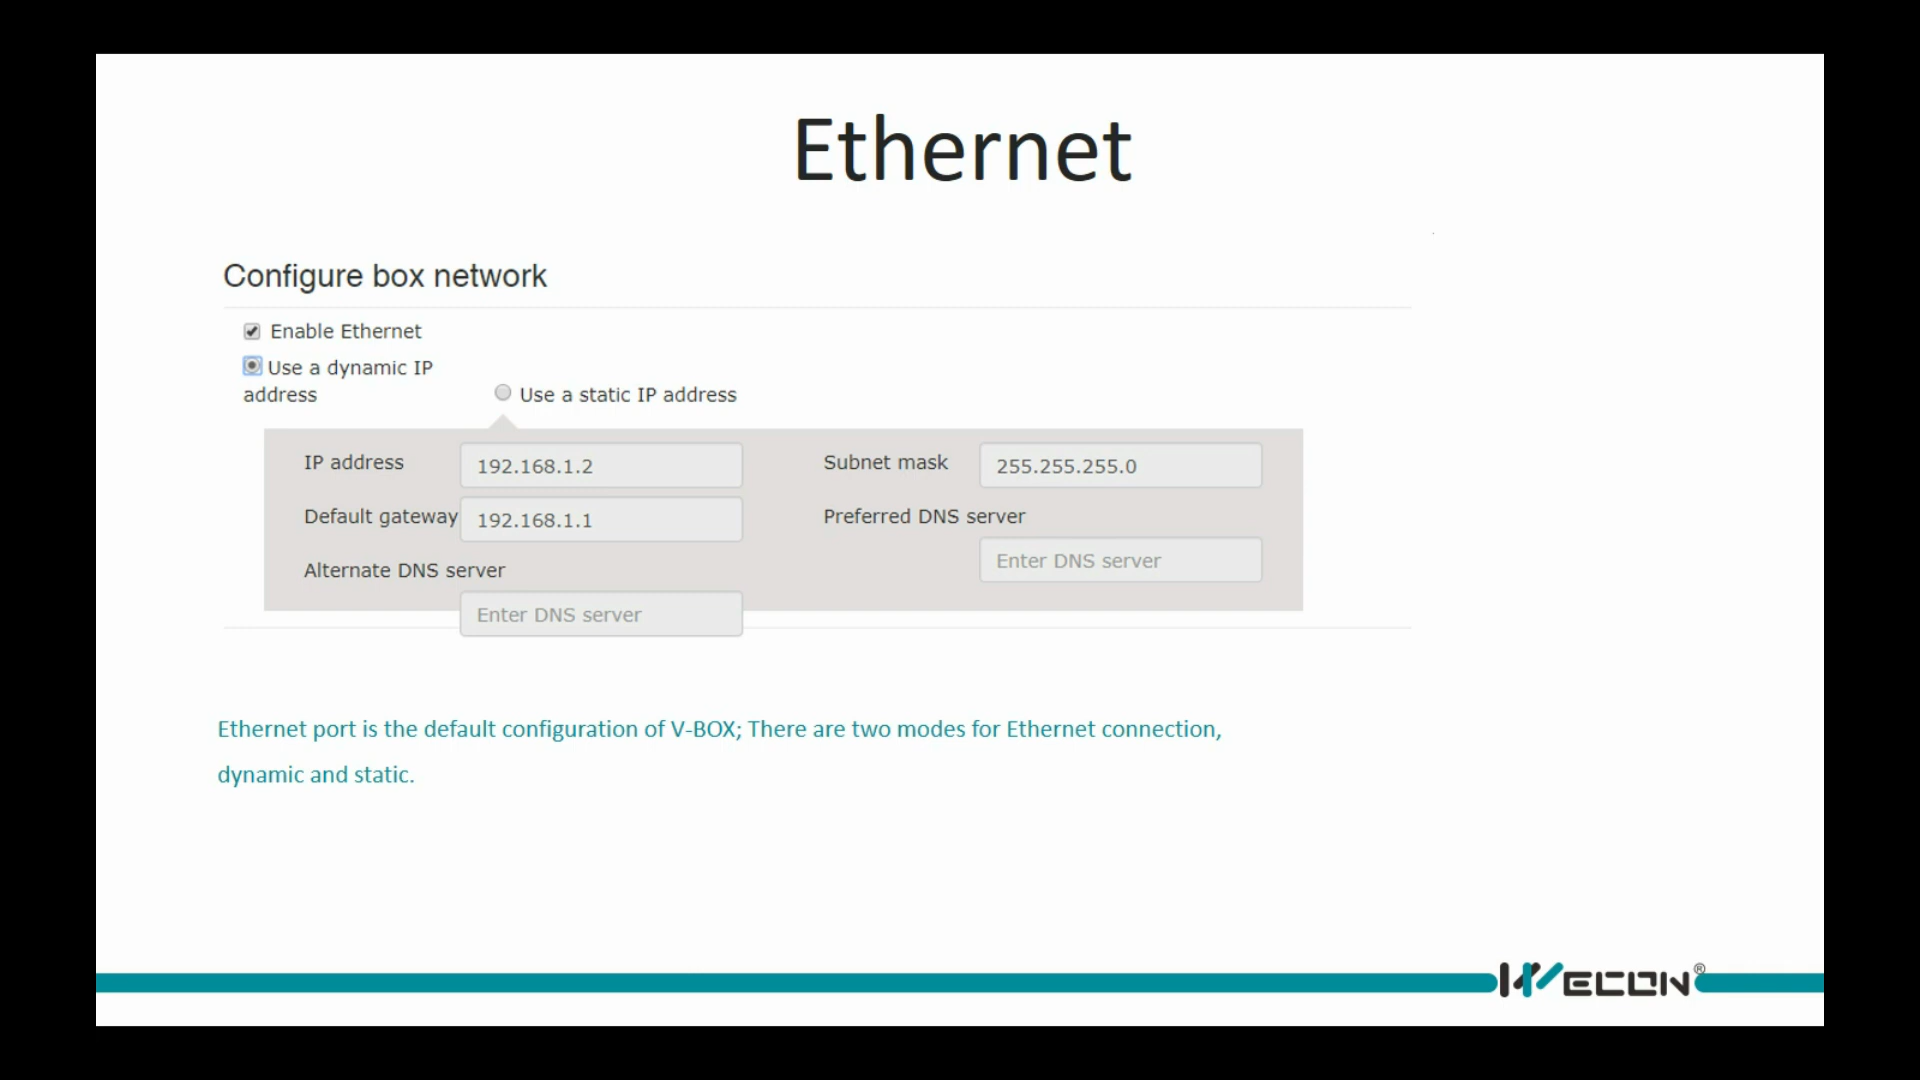 Ethernet
Configure box network
Enable Ethernet
Use a dynamic IP
address
Use a static IP address
IP address
192.168.1.2
Subnet mask
255.255.255.0
Default gateway
192.168.1.1
Preferred DNS server
Enter DNS server
Alternate DNS server
Enter DNS server
Ethernet port is the default configuration of V-BOX; There are two modes for Ethernet connection,
dynamic and static.
WECON®